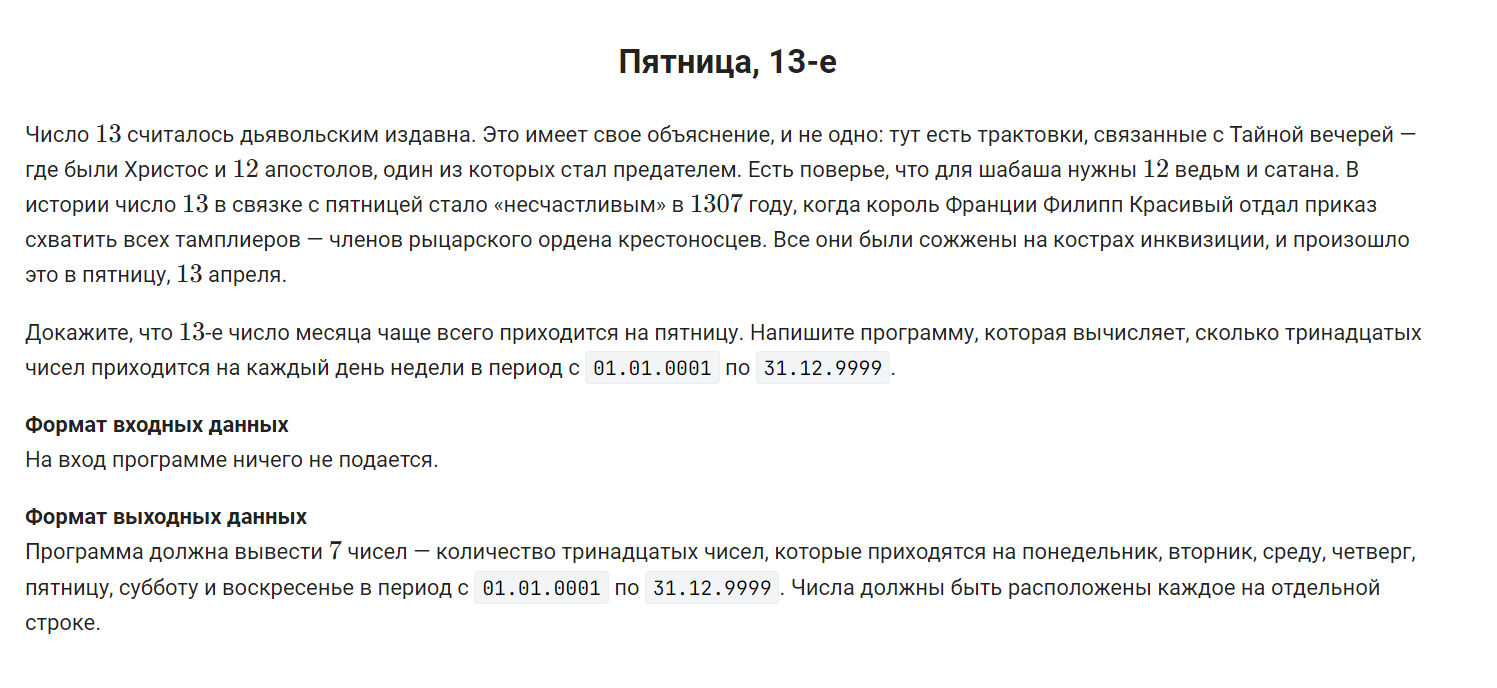 Пятница, 13-е
Число 13 считалось дьявольским издавна. Это имеет свое объяснение, и не одно: тут есть трактовки, связанные с Тайной вечерей —
где были Христос и 12 апостолов, один из которых стал предателем. Есть поверье, что для шабаша нужны 12 ведьм и сатана. В
истории число 13 в связке с пятницей стало «несчастливым» в 1307 году, когда король Франции Филипп Красивый отдал приказ
схватить всех тамплиеров — членов рыцарского ордена крестоносцев. Все они были сожжены на кострах инквизиции, и произошло
это в пятницу, 13 апреля.
Докажите, что 13-е число месяца чаще всего приходится на пятницу. Напишите программу, которая вычисляет, сколько тринадцатых
чисел приходится на каждый день недели в период с 01.01.0001 по 31.12.9999.
Формат входных данных
На вход программе ничего не подается.
Формат выходных данных
Программа должна вывести 7 чисел — количество тринадцатых чисел, которые приходятся на понедельник, вторник, среду, четверг,
пятницу, субботу и воскресенье в период с 01.01.0001 по 31.12.9999. Числа должны быть расположены каждое на отдельной
строке.